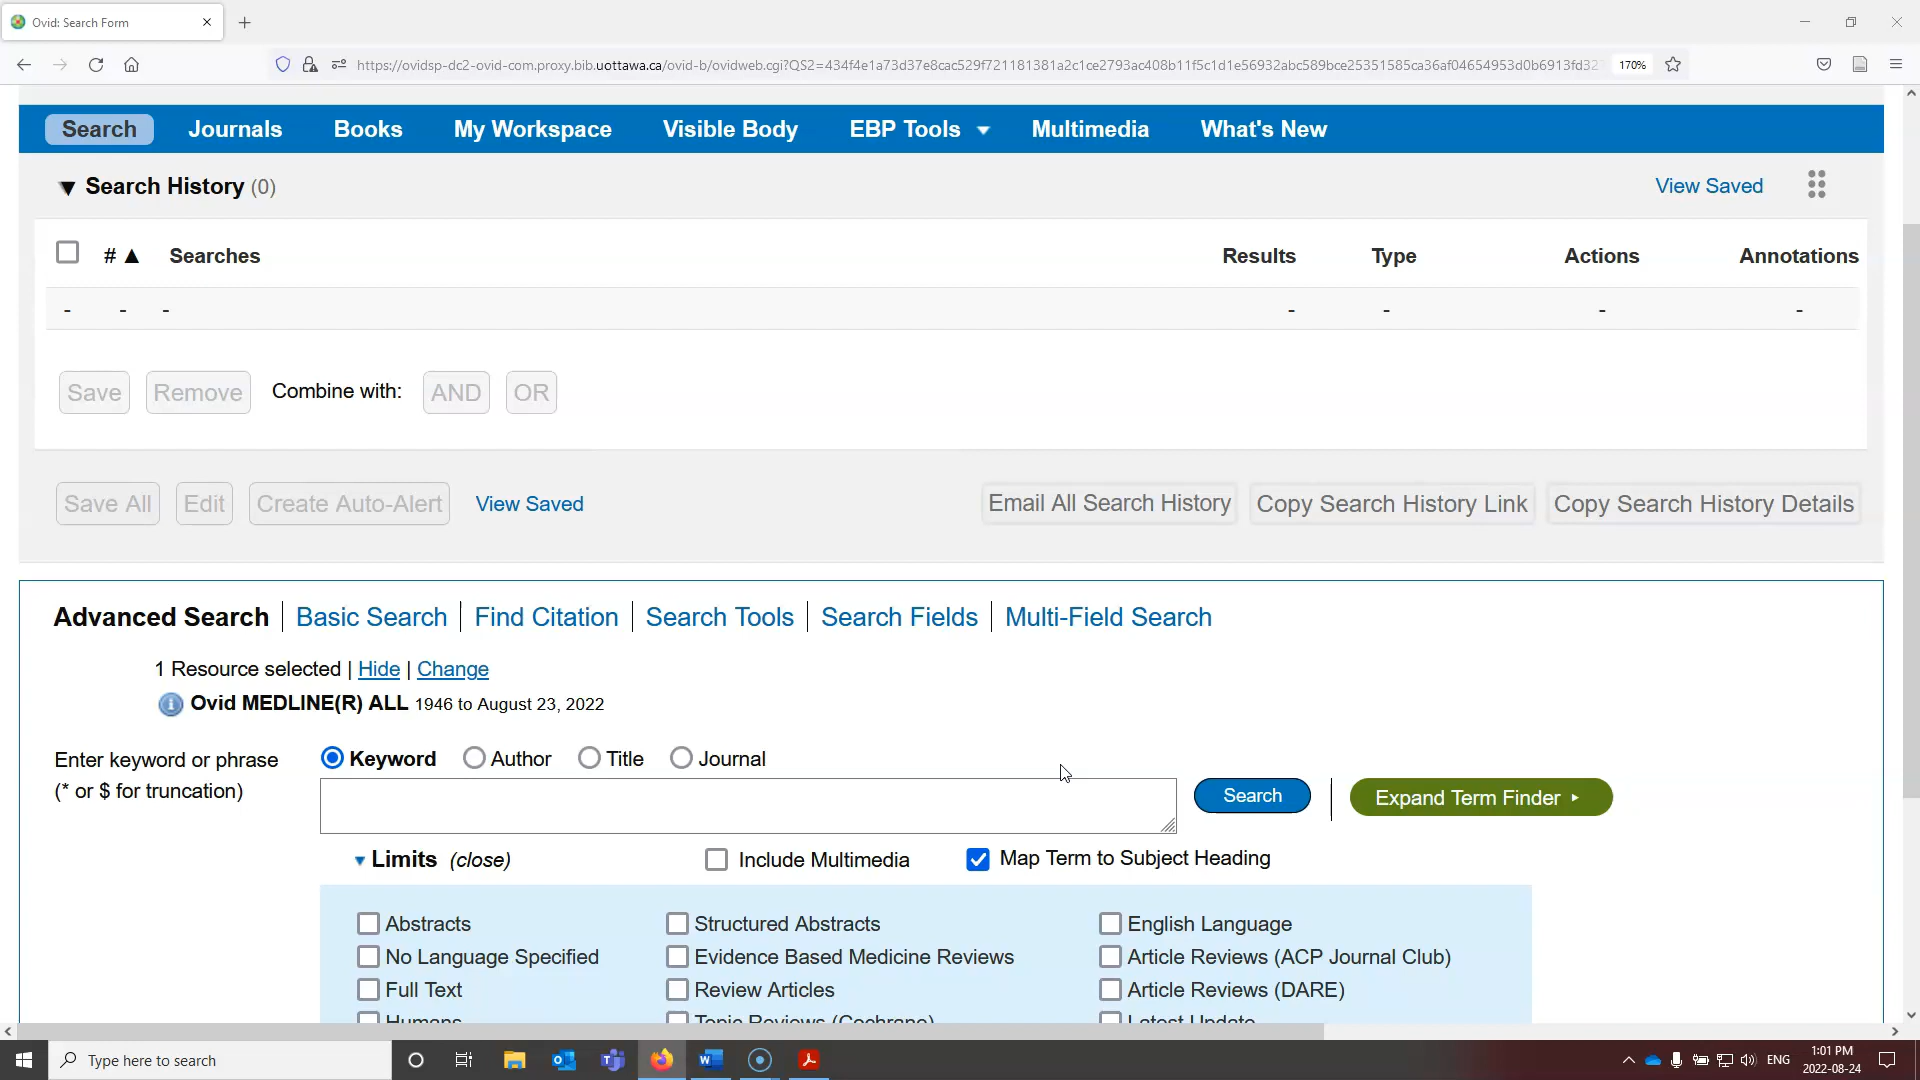 Ovid: Search Form
https://ovidsp-dc2-ovid-com.proxy.bib.uottawa.ca/ovid-b/ovidweb.cgi?QS2=434f4e1a73d37e8cac529f721181381a2c1ce2793ac408b11f5c1d1e56932abc589bce25351585ca36af04654953d0b6913fd32 170%
Search Journals Books My Workspace Visible Body EBP Tools Multimedia What's New
Search History (0) View Saved
# ▲ Searches Results Type Actions Annotations
- - - - - - -
Save Remove Combine with: AND OR
Save All Edit Create Auto-Alert View Saved Email All Search History Copy Search History Link Copy Search History Details
Advanced Search | Basic Search | Find Citation | Search Tools | Search Fields | Multi-Field Search
1 Resource selected | Hide | Change
Ovid MEDLINE(R) ALL 1946 to August 23, 2022
Enter keyword or phrase
(* or $ for truncation)
Keyword Author Title Journal
Search Expand Term Finder
Limits (close) Include Multimedia Map Term to Subject Heading
Abstracts Structured Abstracts English Language
No Language Specified Evidence Based Medicine Reviews Article Reviews (ACP Journal Club)
Full Text Review Articles Article Reviews (DARE)
Humans Topic Reviews (Cochrane) Latest Update
Type here to search ENG 1:01 PM
2022-08-24